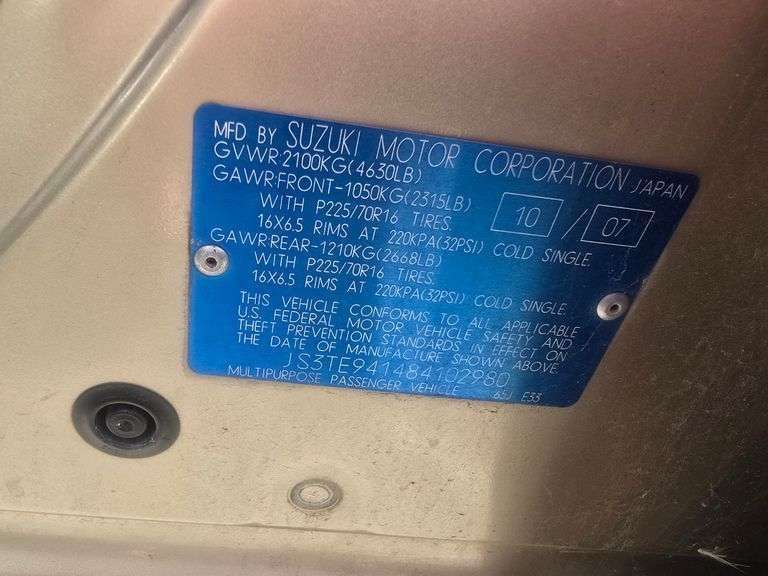 MFD BY SUZUKI MOTOR CORPORATION JAPAN
GVWR:2100KG(4630LB)
GAWR:FRONT-1050KG(2315LB) 10 / 07
WITH P225/70R16 TIRES.
16X6.5 RIMS AT 220KPA(32PSI) COLD SINGLE.
GAWR:REAR-1210KG(2668LB)
WITH P225/70R16 TIRES.
16X6.5 RIMS AT 220KPA(32PSI) COLD SINGLE.
THIS VEHICLE CONFORMS TO ALL APPLICABLE
U.S. FEDERAL MOTOR VEHICLE SAFETY AND
THEFT PREVENTION STANDARDS IN EFFECT ON
THE DATE OF MANUFACTURE SHOWN ABOVE.
JS3TE941484102980
MULTIPURPOSE PASSENGER VEHICLE 65J E33